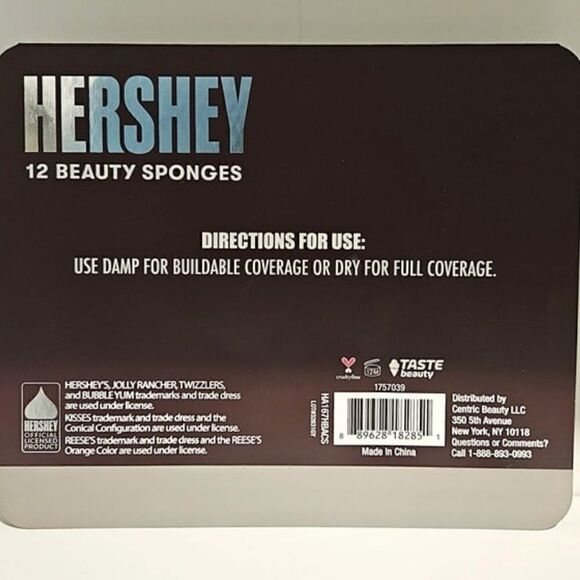 HERSHEY
12 BEAUTY SPONGES
DIRECTIONS FOR USE:
USE DAMP FOR BUILDABLE COVERAGE OR DRY FOR FULL COVERAGE.
HERSHEY
OFFICIAL
LICENSED
PRODUCT
HERSHEY'S, JOLLY RANCHER, TWIZZLERS,
and BUBBLE YUM trademarks and trade dress
are used under license.
KISSES trademark and trade dress and the
Conical Configuration are used under license.
REESE'S trademark and trade dress and the REESE'S
Orange Color are used under license.
crueltyfree
12M
TASTE
beauty
1757039
HA1671HBACS
8 89628 18285 1
Made In China
Distributed by
Centric Beauty LLC
350 5th Avenue
New York, NY 10118
Questions or Comments?
Call 1-888-893-0993